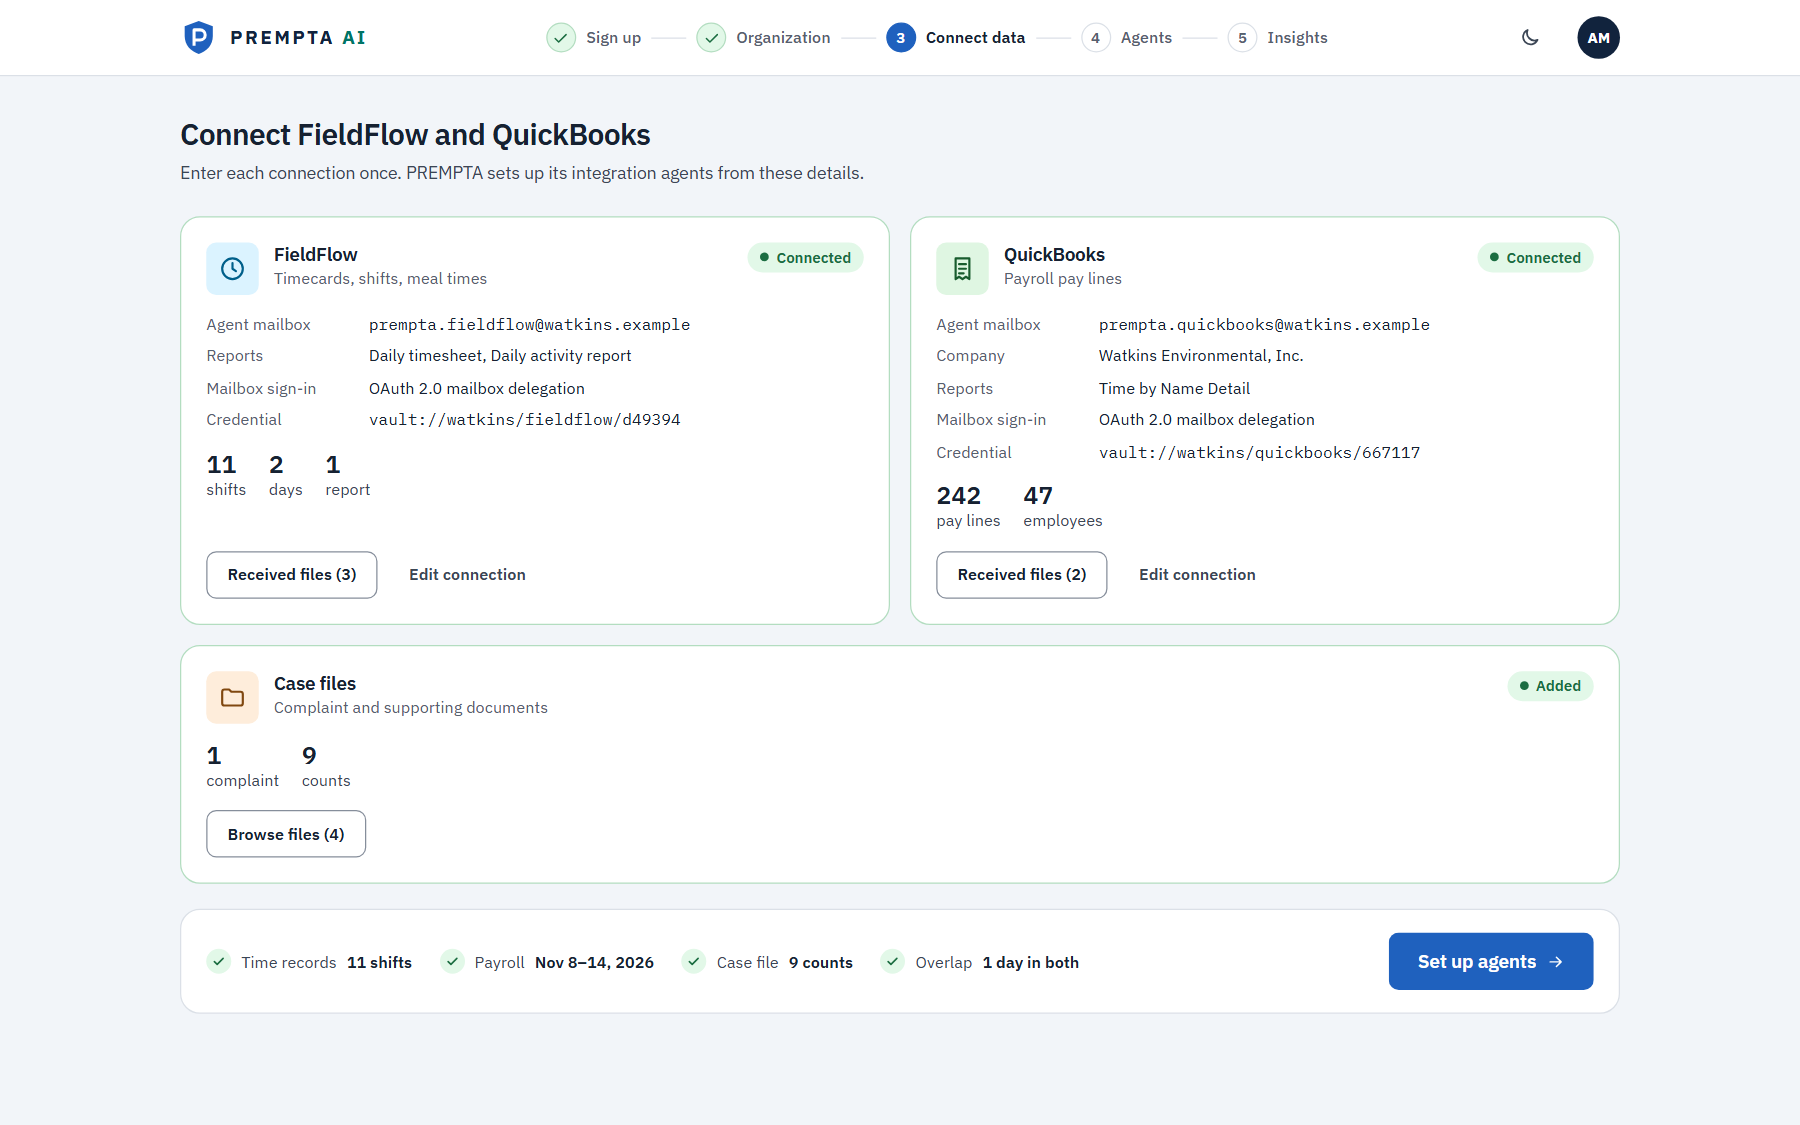 PREMPTA AI
Sign up
Organization
3 Connect data
4 Agents
5 Insights
AM
Connect FieldFlow and QuickBooks
Enter each connection once. PREMPTA sets up its integration agents from these details.
FieldFlow
Timecards, shifts, meal times
Connected
Agent mailbox prempta.fieldflow@watkins.example
Reports Daily timesheet, Daily activity report
Mailbox sign-in OAuth 2.0 mailbox delegation
Credential vault://watkins/fieldflow/d49394
11 2 1
shifts days report
Received files (3) Edit connection
QuickBooks
Payroll pay lines
Connected
Agent mailbox prempta.quickbooks@watkins.example
Company Watkins Environmental, Inc.
Reports Time by Name Detail
Mailbox sign-in OAuth 2.0 mailbox delegation
Credential vault://watkins/quickbooks/667117
242 47
pay lines employees
Received files (2) Edit connection
Case files
Complaint and supporting documents
Added
1 9
complaint counts
Browse files (4)
Time records 11 shifts Payroll Nov 8–14, 2026 Case file 9 counts Overlap 1 day in both
Set up agents →